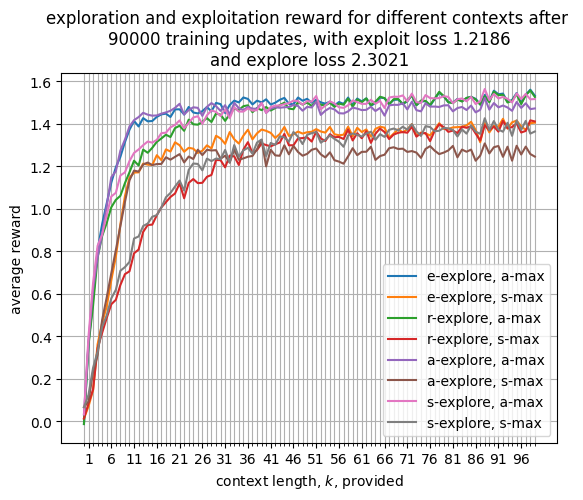 exploration and exploitation reward for different contexts after
90000 training updates, with exploit loss 1.2186
and explore loss 2.3021
1.6
1.4
1.2
1.0
0.8
0.6
0.4
0.2
0.0
average reward
e-explore, a-max
e-explore, s-max
r-explore, a-max
r-explore, s-max
a-explore, a-max
a-explore, s-max
s-explore, a-max
s-explore, s-max
1 6 11 16 21 26 31 36 41 46 51 56 61 66 71 76 81 86 91 96
context length, k, provided